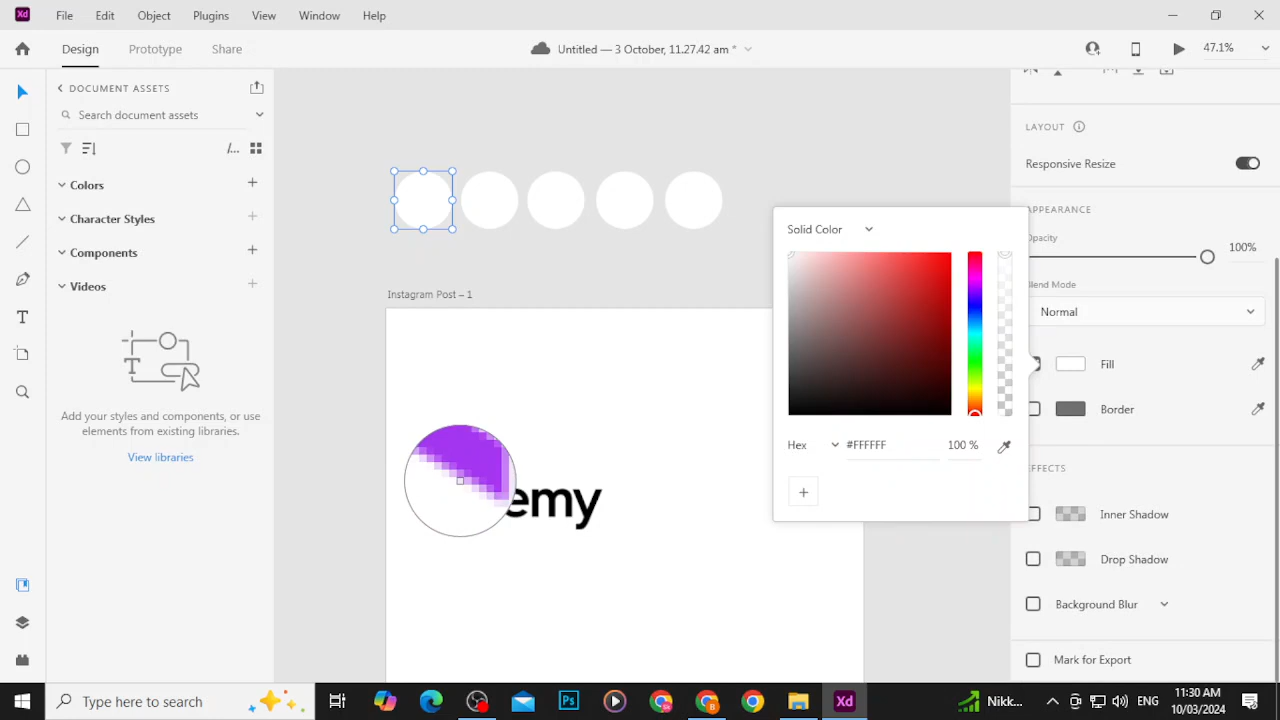 Xd File Edit Object Plugins View Window Help
Design Prototype Share Untitled — 3 October, 11.27.42 am * 47.1%
DOCUMENT ASSETS
Search document assets
Colors
Character Styles
Components
Videos
Add your styles and components, or use
elements from existing libraries.
View libraries
Instagram Post – 1
emy
Solid Color
Hex #FFFFFF 100 %
LAYOUT
Responsive Resize
APPEARANCE
Opacity
100%
Blend Mode
Normal
Fill
Border
EFFECTS
Inner Shadow
Drop Shadow
Background Blur
Mark for Export
Type here to search
Ps
Xd
Nikk...
ENG
11:30 AM
10/03/2024